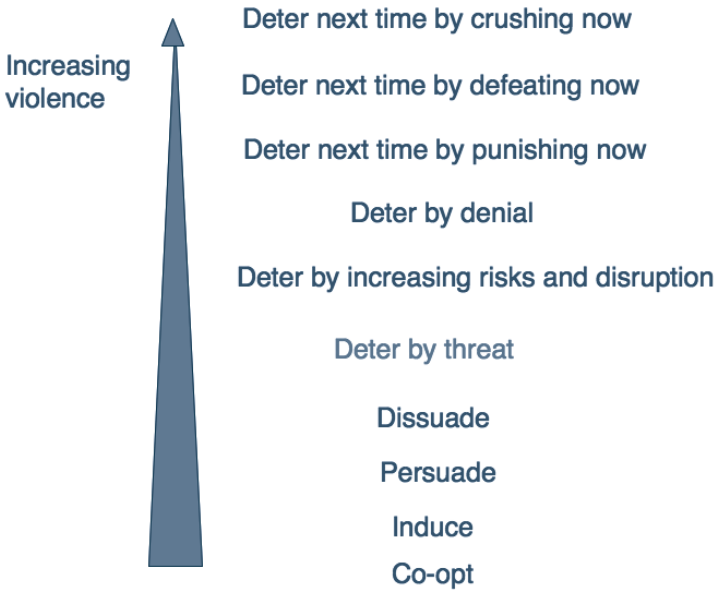 Deter next time by crushing now
Increasing
violence
Deter next time by defeating now
Deter next time by punishing now
Deter by denial
Deter by increasing risks and disruption
Deter by threat
Dissuade
Persuade
Induce
Co-opt